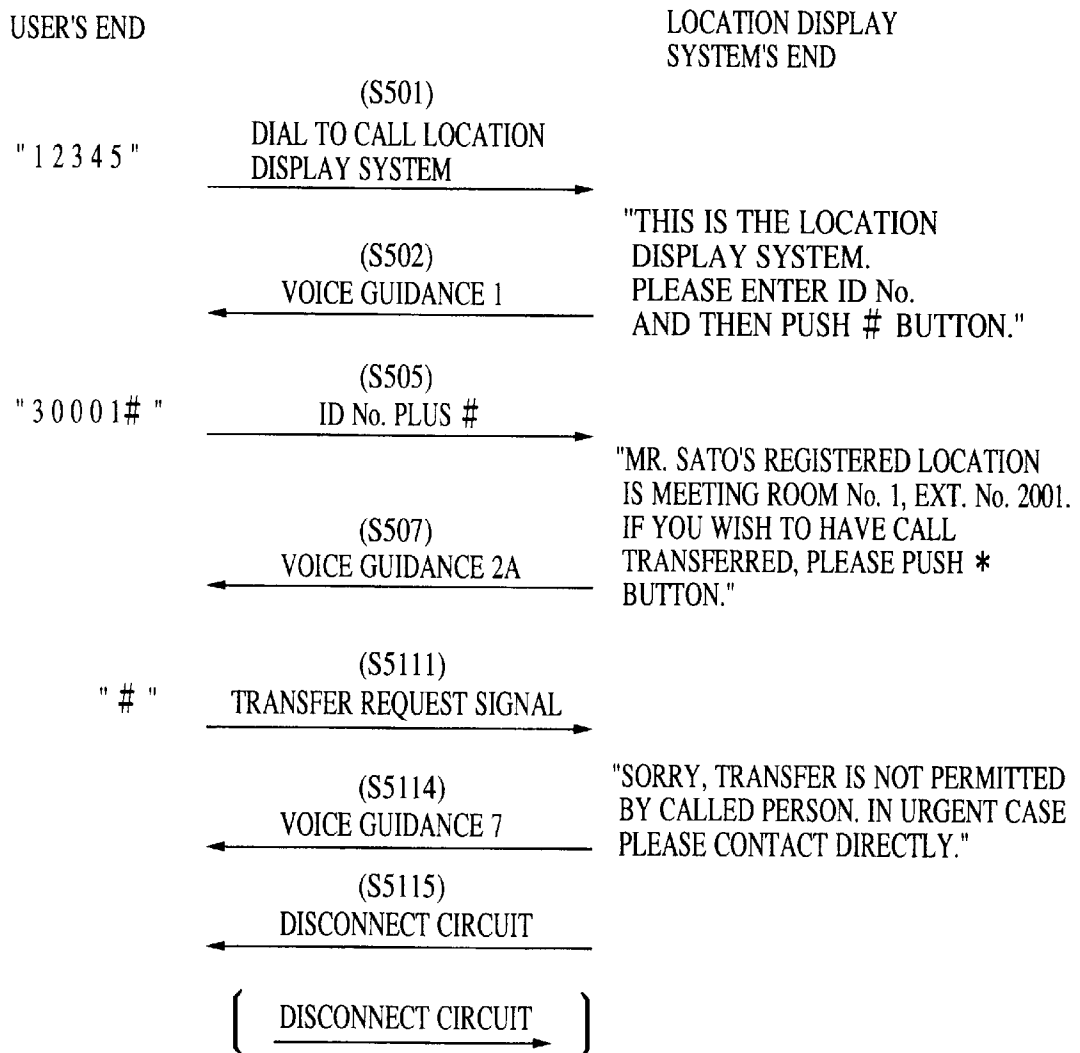 USER'S END
LOCATION DISPLAY
SYSTEM'S END
(S501)
"12345"
DIAL TO CALL LOCATION
DISPLAY SYSTEM
"THIS IS THE LOCATION
DISPLAY SYSTEM.
PLEASE ENTER ID No.
AND THEN PUSH # BUTTON."
(S502)
VOICE GUIDANCE 1
(S505)
"30001# "
ID No. PLUS #
"MR. SATO'S REGISTERED LOCATION
IS MEETING ROOM No. 1, EXT. No. 2001.
IF YOU WISH TO HAVE CALL
TRANSFERRED, PLEASE PUSH *
BUTTON."
(S507)
VOICE GUIDANCE 2A
(S5111)
" # "
TRANSFER REQUEST SIGNAL
"SORRY, TRANSFER IS NOT PERMITTED
BY CALLED PERSON. IN URGENT CASE
PLEASE CONTACT DIRECTLY."
(S5114)
VOICE GUIDANCE 7
(S5115)
DISCONNECT CIRCUIT
( DISCONNECT CIRCUIT )